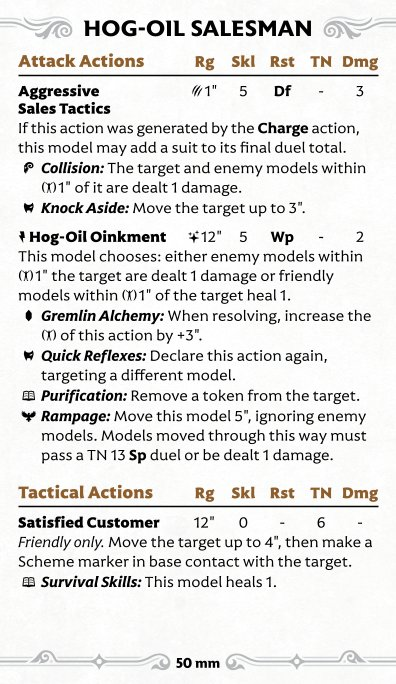 HOG-OIL SALESMAN
Attack Actions Rg Skl Rst TN Dmg
Aggressive 1" 5 Df - 3
Sales Tactics
If this action was generated by the Charge action,
this model may add a suit to its final duel total.
Collision: The target and enemy models within
1" of it are dealt 1 damage.
Knock Aside: Move the target up to 3".
Hog-Oil Oinkment 12" 5 Wp - 2
This model chooses: either enemy models within
1" the target are dealt 1 damage or friendly
models within 1" of the target heal 1.
Gremlin Alchemy: When resolving, increase the
of this action by +3".
Quick Reflexes: Declare this action again,
targeting a different model.
Purification: Remove a token from the target.
Rampage: Move this model 5", ignoring enemy
models. Models moved through this way must
pass a TN 13 Sp duel or be dealt 1 damage.
Tactical Actions Rg Skl Rst TN Dmg
Satisfied Customer 12" 0 - 6 -
Friendly only. Move the target up to 4", then make a
Scheme marker in base contact with the target.
Survival Skills: This model heals 1.
50 mm